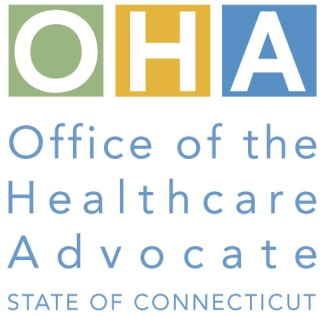 OHA
Office of the
Healthcare
Advocate
STATE OF CONNECTICUT